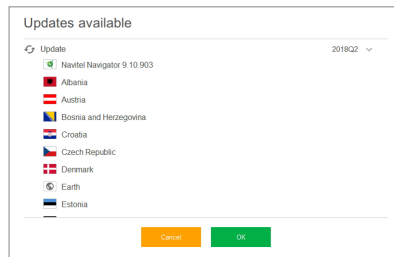 Updates available
Update 2018Q2
Navitel Navigator 9.10.903
Albania
Austria
Bosnia and Herzegovina
Croatia
Czech Republic
Denmark
Earth
Estonia
Cancel OK